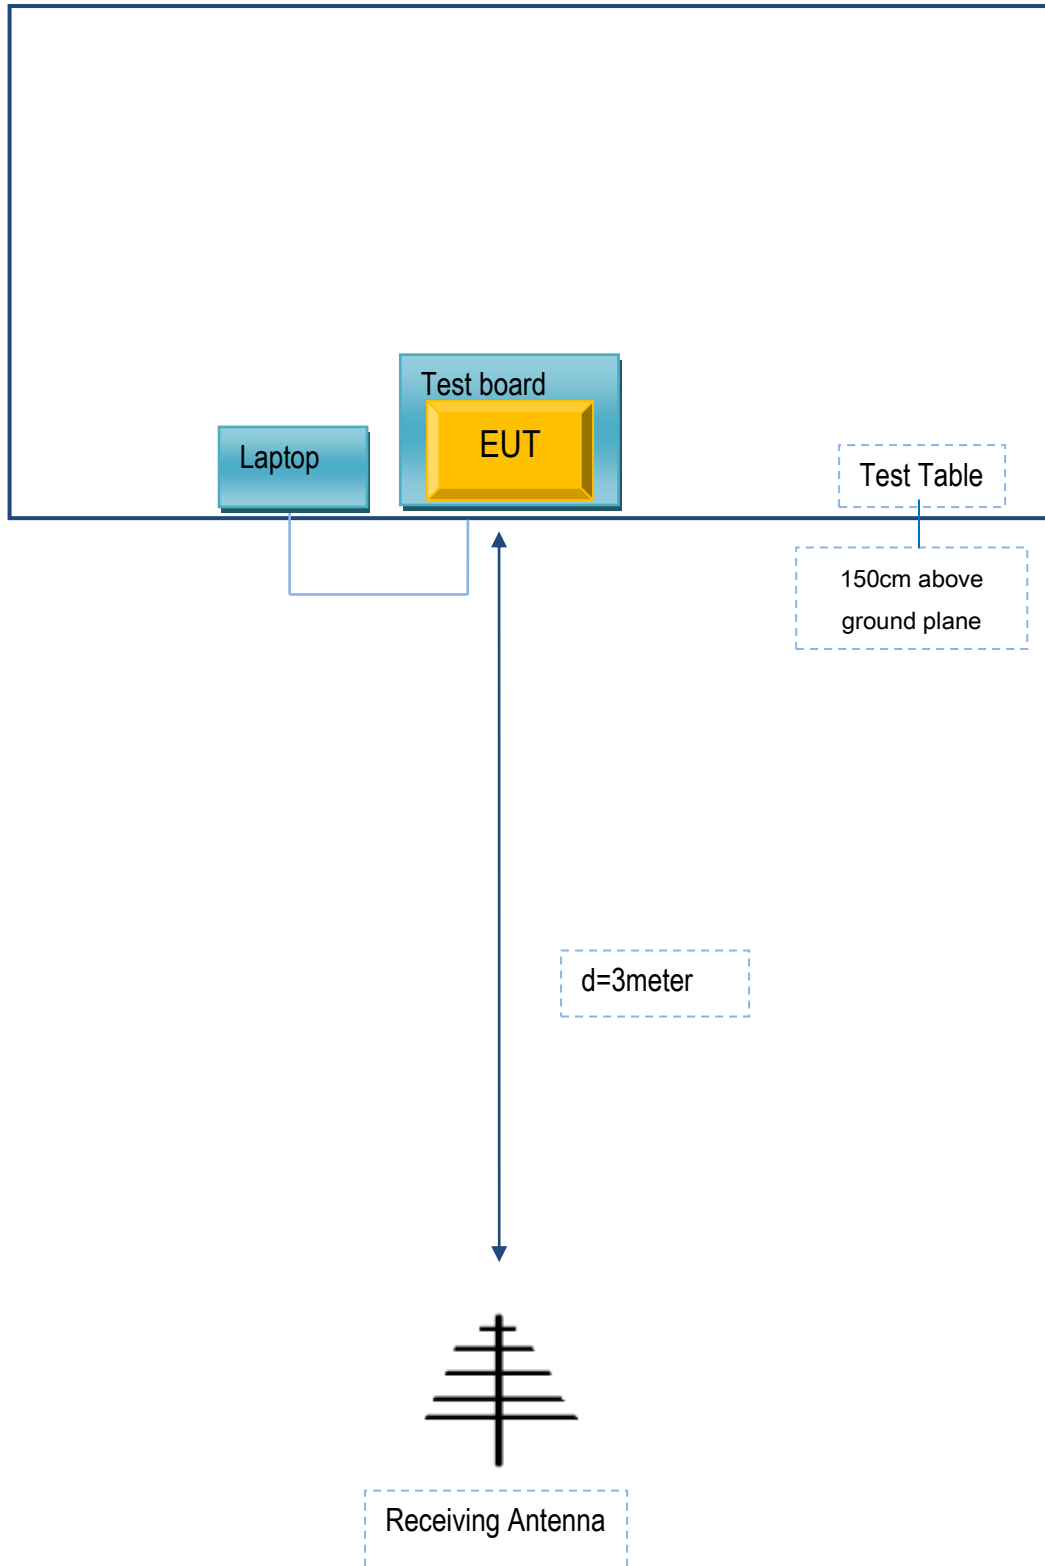 Test board
EUT
Laptop
Test Table
150cm above
ground plane
d=3meter
Receiving Antenna